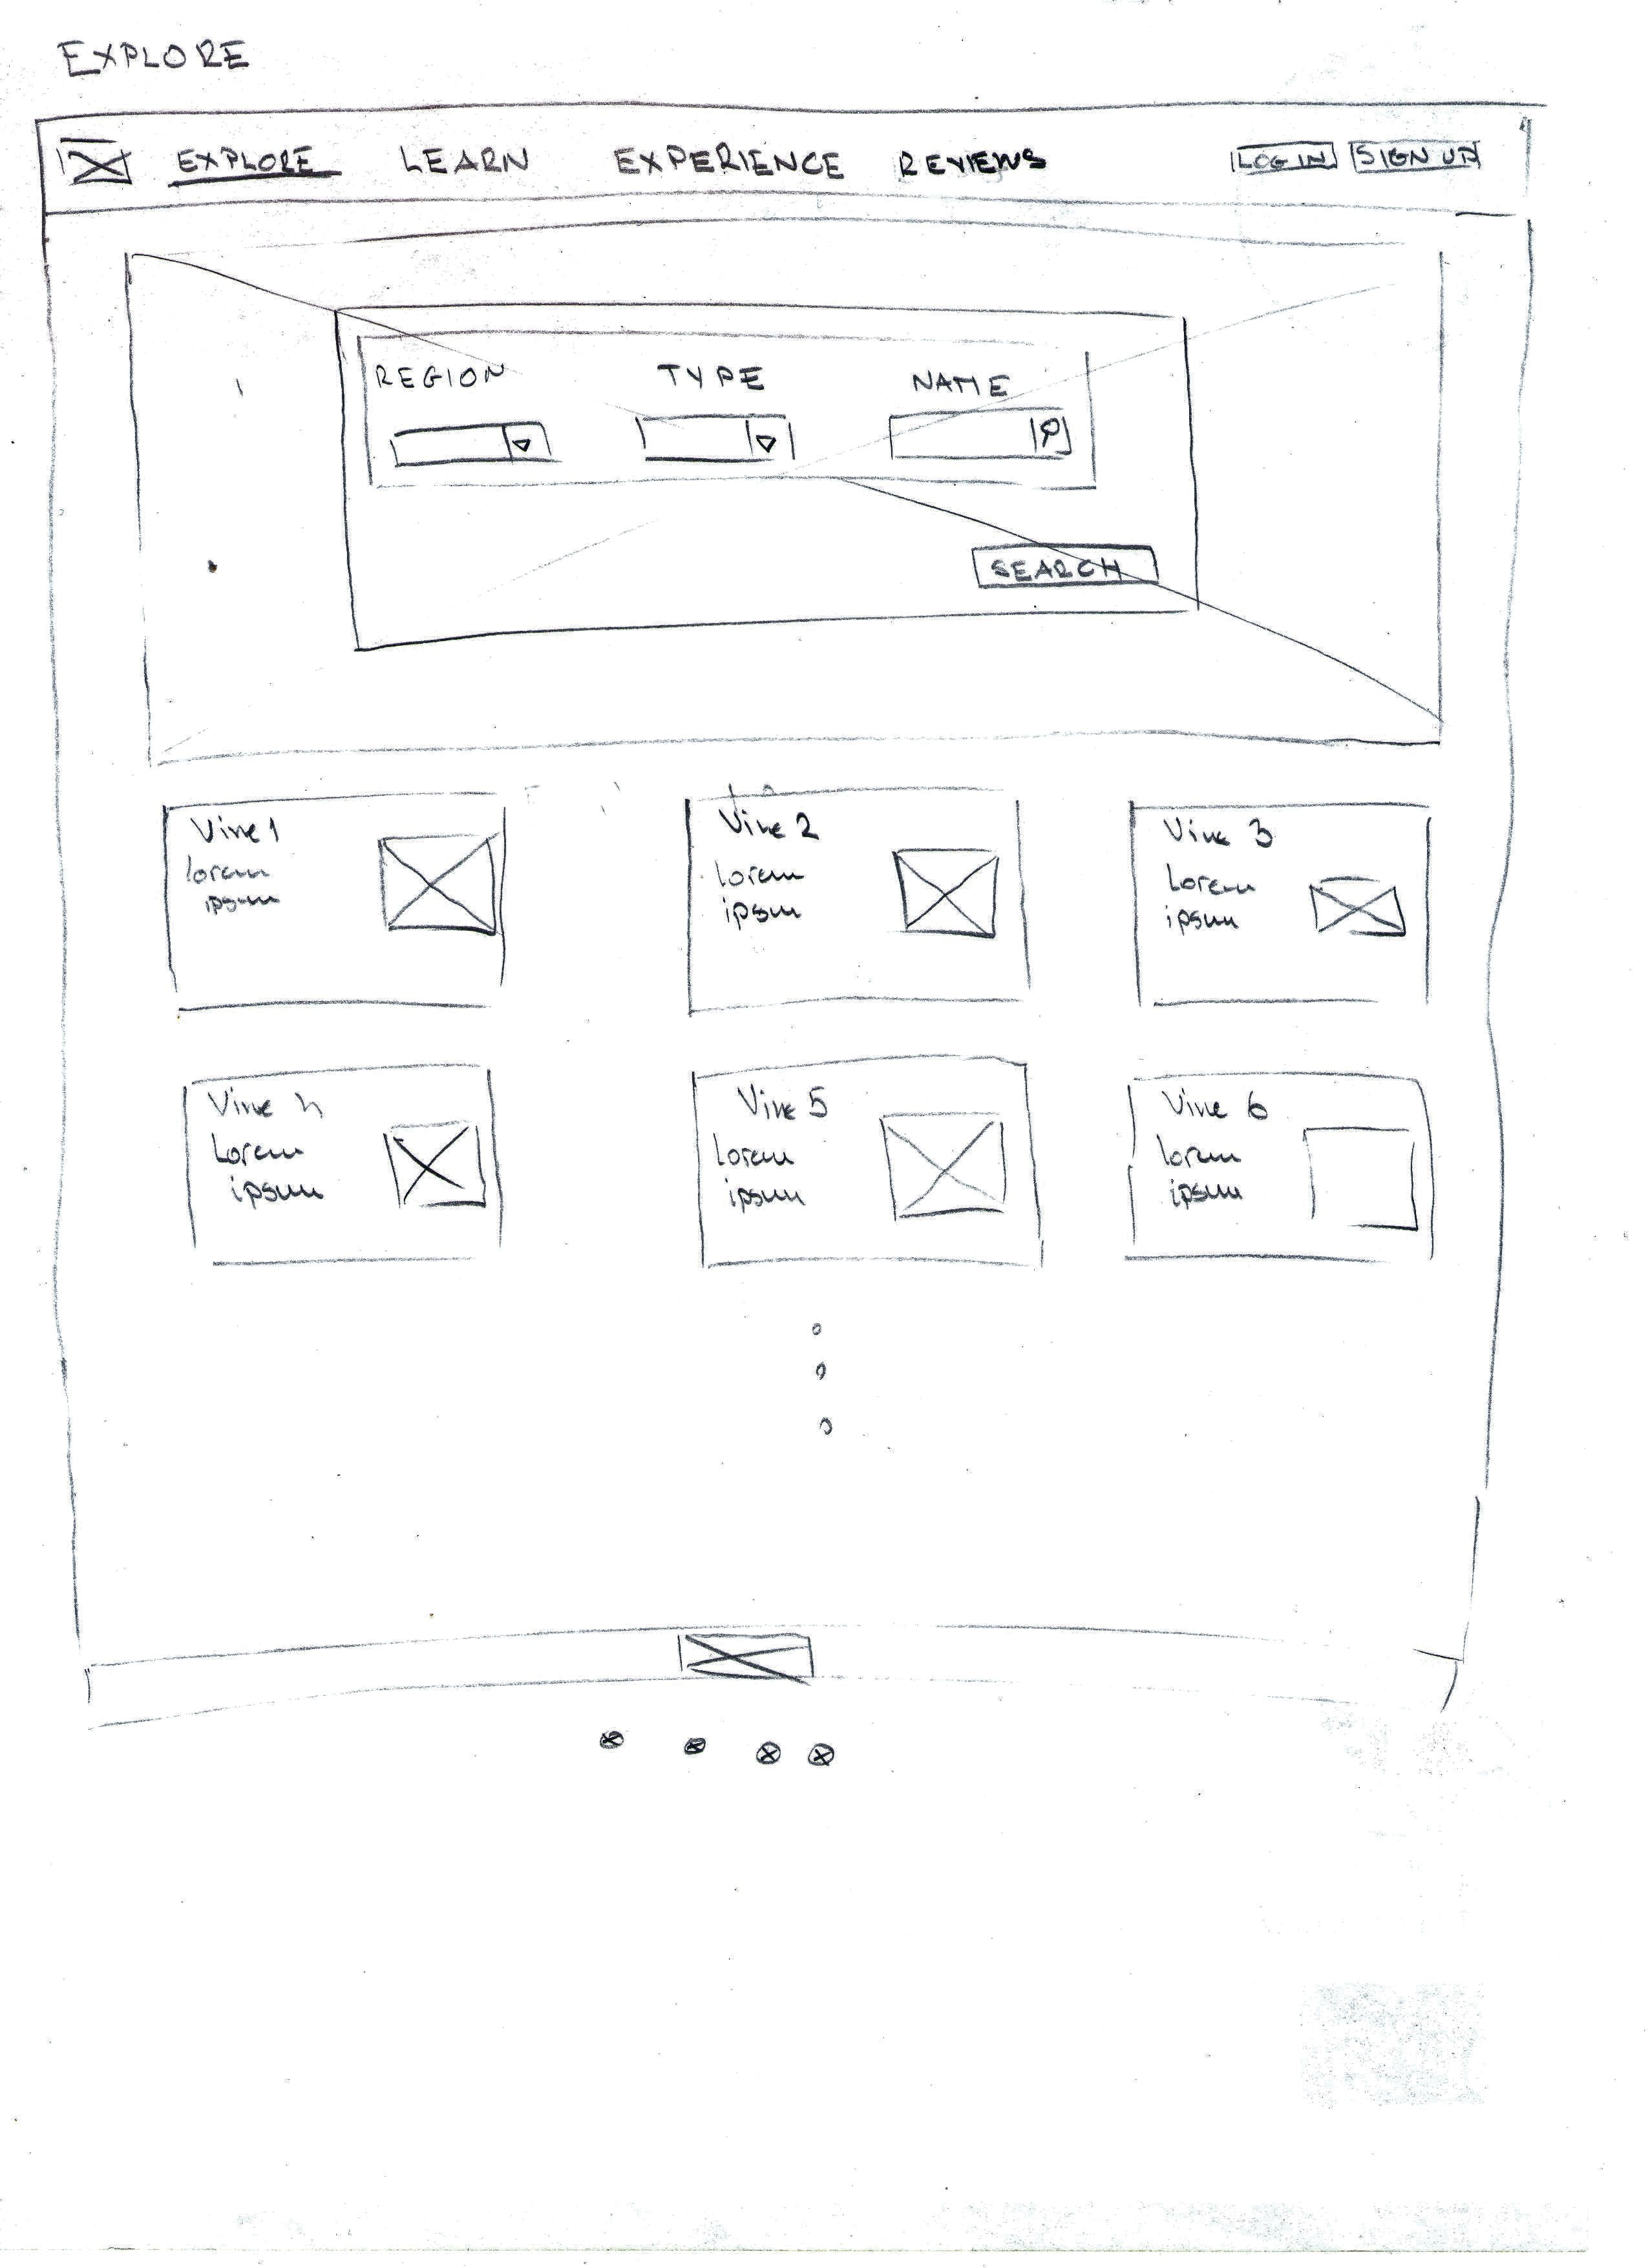 EXPLORE
EXPLORE LEARN EXPERIENCE REVIEWS LOG IN SIGN UP
REGION TYPE NAME
SEARCH
Vine 1 Vine 2 Vine 3
lorem lorem Lorem
ipsum ipsum ipsum
Vine 4 Vine 5 Vine 6
Lorem lorem lorem
ipsum ipsum ipsum